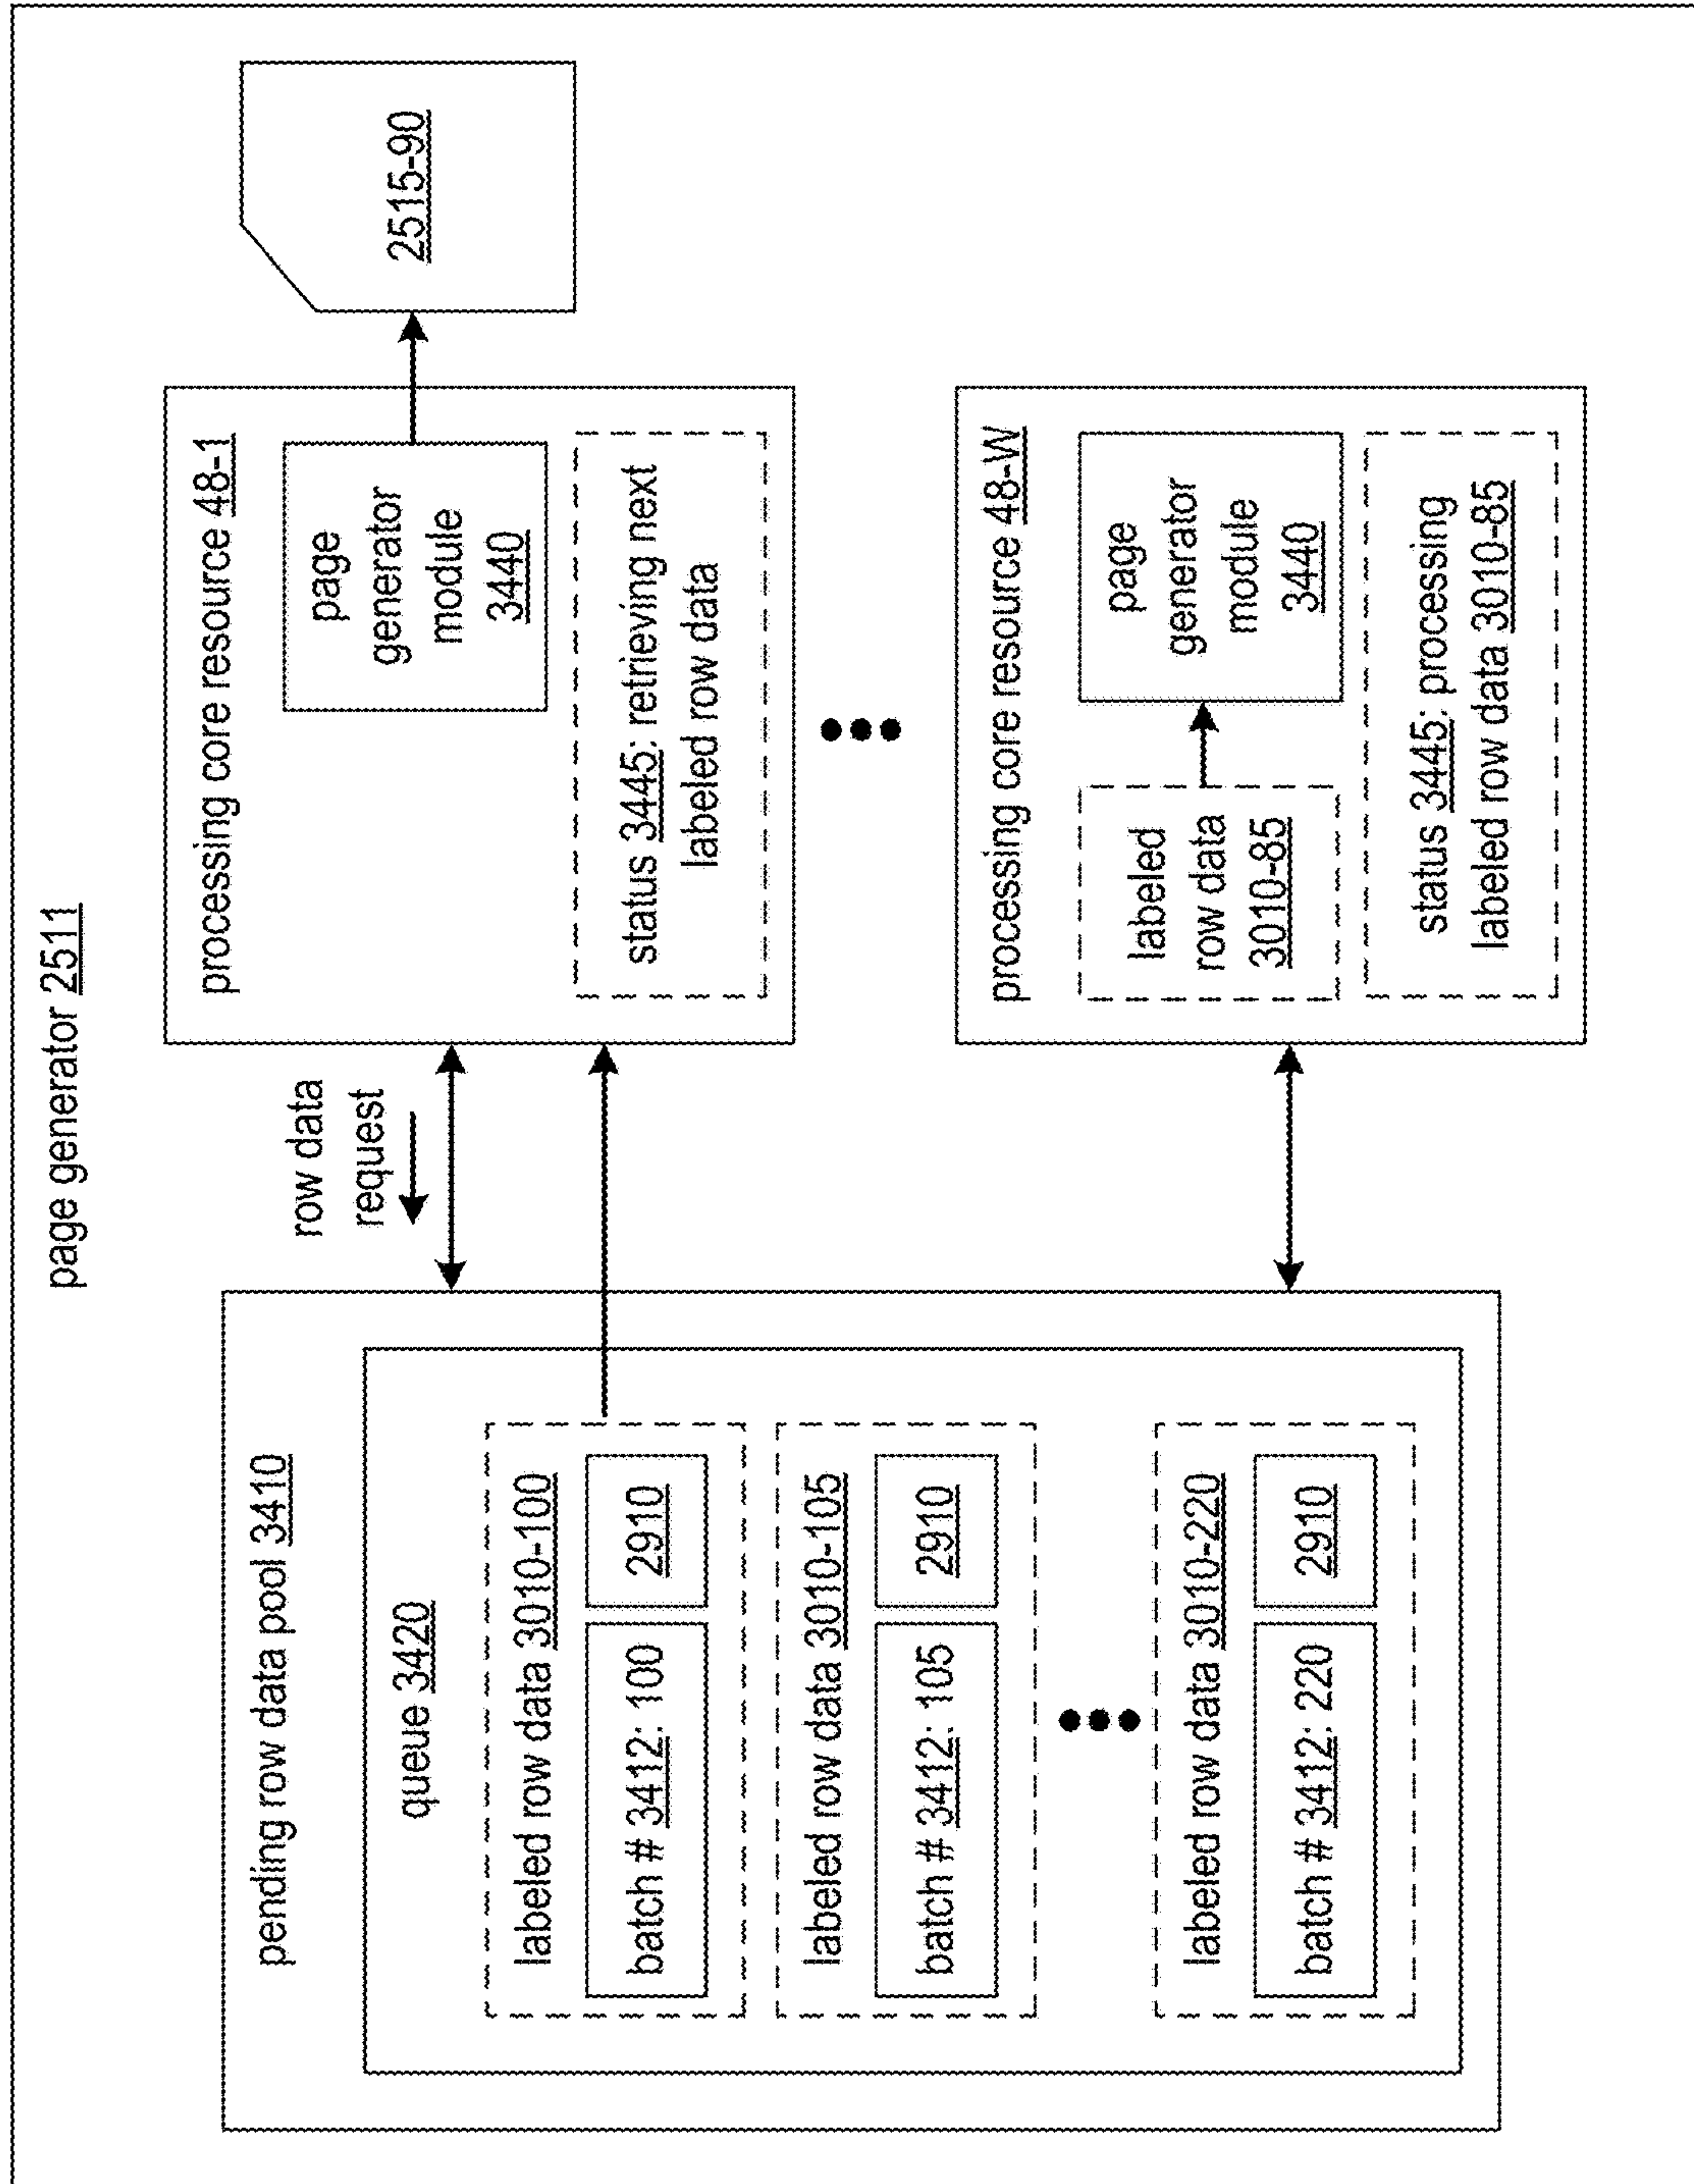 page generator 2511
pending row data pool 3410
queue 3420
labeled row data 3010-100
batch # 3412: 100
2910
labeled row data 3010-105
batch # 3412: 105
2910
labeled row data 3010-220
batch # 3412: 220
2910
row data
request
processing core resource 48-1
page
generator
module
3440
status 3445: retrieving next
labeled row data
2515-90
processing core resource 48-W
labeled
row data
3010-85
page
generator
module
3440
status 3445: processing
labeled row data 3010-85